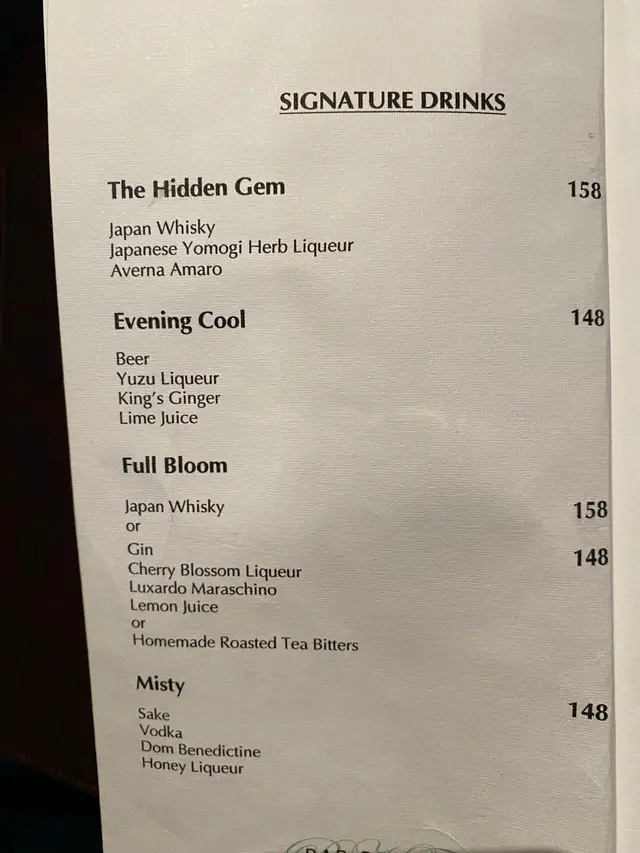 SIGNATURE DRINKS
The Hidden Gem 158
Japan Whisky
Japanese Yomogi Herb Liqueur
Averna Amaro
Evening Cool 148
Beer
Yuzu Liqueur
King's Ginger
Lime Juice
Full Bloom
Japan Whisky 158
or
Gin 148
Cherry Blossom Liqueur
Luxardo Maraschino
Lemon Juice
or
Homemade Roasted Tea Bitters
Misty
Sake 148
Vodka
Dom Benedictine
Honey Liqueur